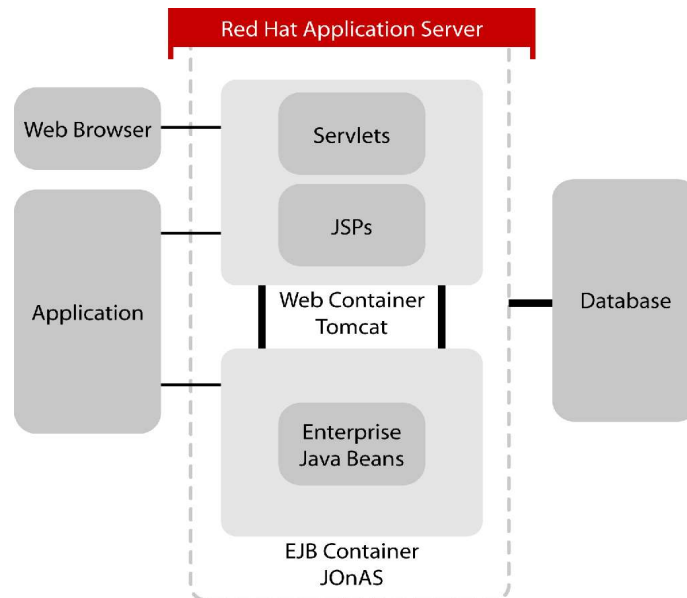 Red Hat Application Server
Web Browser
Servlets
JSPs
Application
Web Container
Tomcat
Database
Enterprise
Java Beans
EJB Container
JOnAS